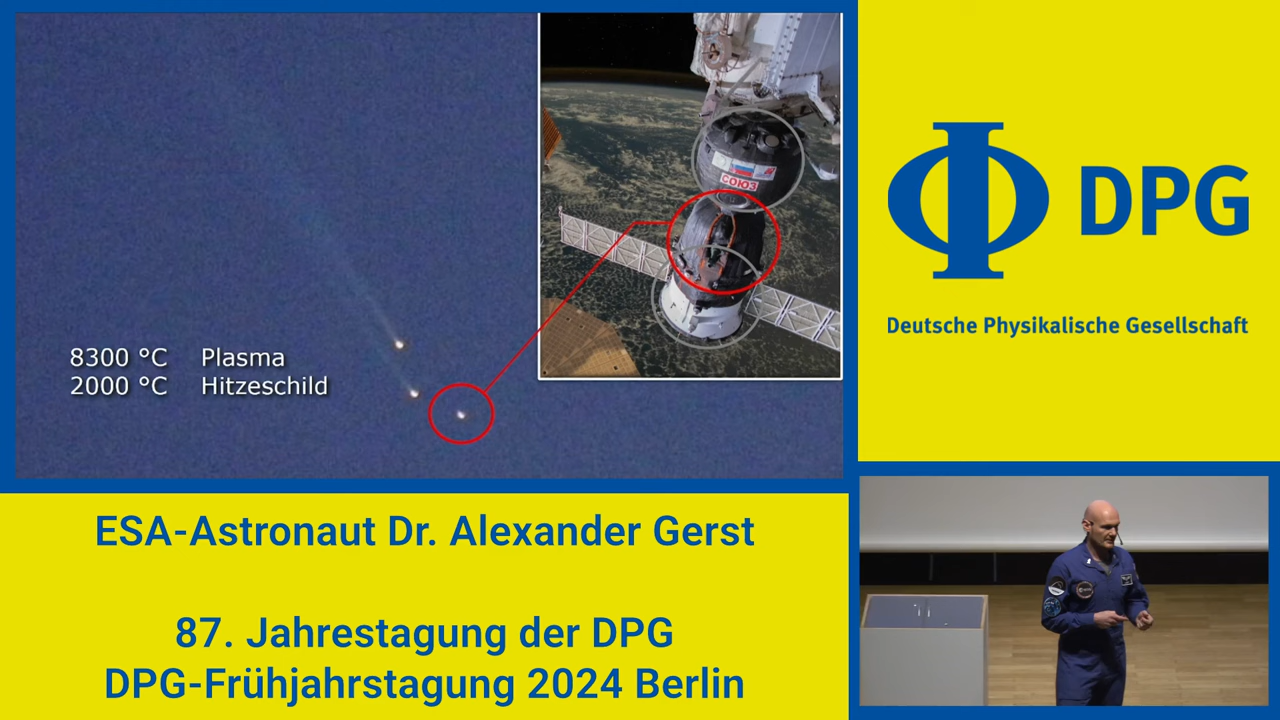 СОЮЗ
8300 °C Plasma
2000 °C Hitzeschild
DPG
Deutsche Physikalische Gesellschaft
ESA-Astronaut Dr. Alexander Gerst
87. Jahrestagung der DPG
DPG-Frühjahrstagung 2024 Berlin